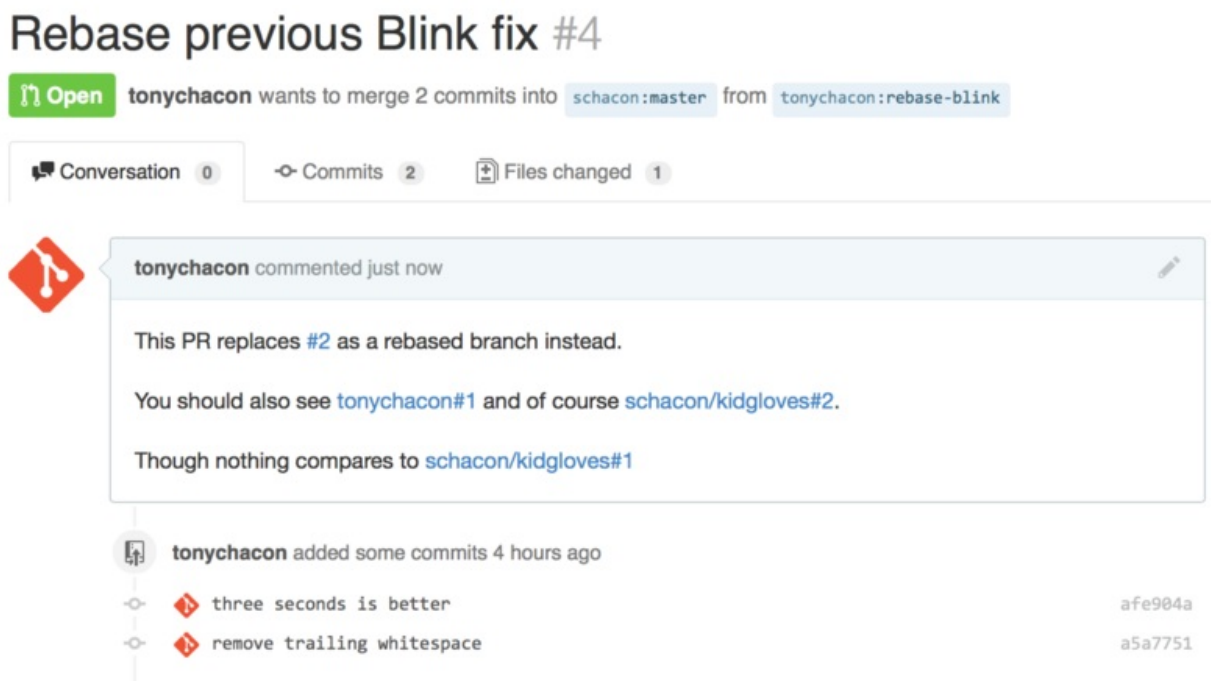 Rebase previous Blink fix #4
Open tonychacon wants to merge 2 commits into schacon:master from tonychacon:rebase-blink
Conversation 0 Commits 2 Files changed 1
tonychacon commented just now
This PR replaces #2 as a rebased branch instead.
You should also see tonychacon#1 and of course schacon/kidgloves#2.
Though nothing compares to schacon/kidgloves#1
tonychacon added some commits 4 hours ago
three seconds is better afe904a
remove trailing whitespace a5a7751